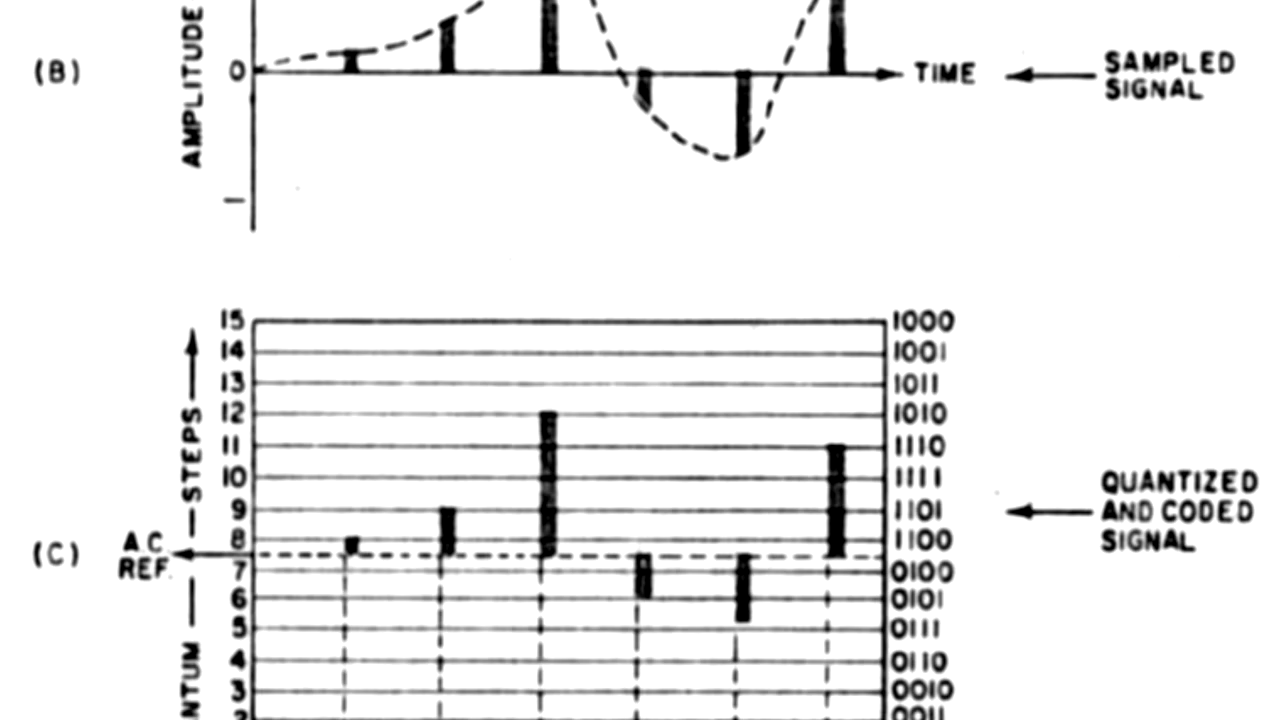 (B)
AMPLITUDE
0
—
TIME
SAMPLED
SIGNAL
(C)
A.C
REF.
STEPS
15
14
13
12
11
10
9
8
7
6
5
4
3
1000
1001
1011
1010
1110
1111
1101
1100
0100
0101
0111
0110
0010
QUANTIZED
AND CODED
SIGNAL